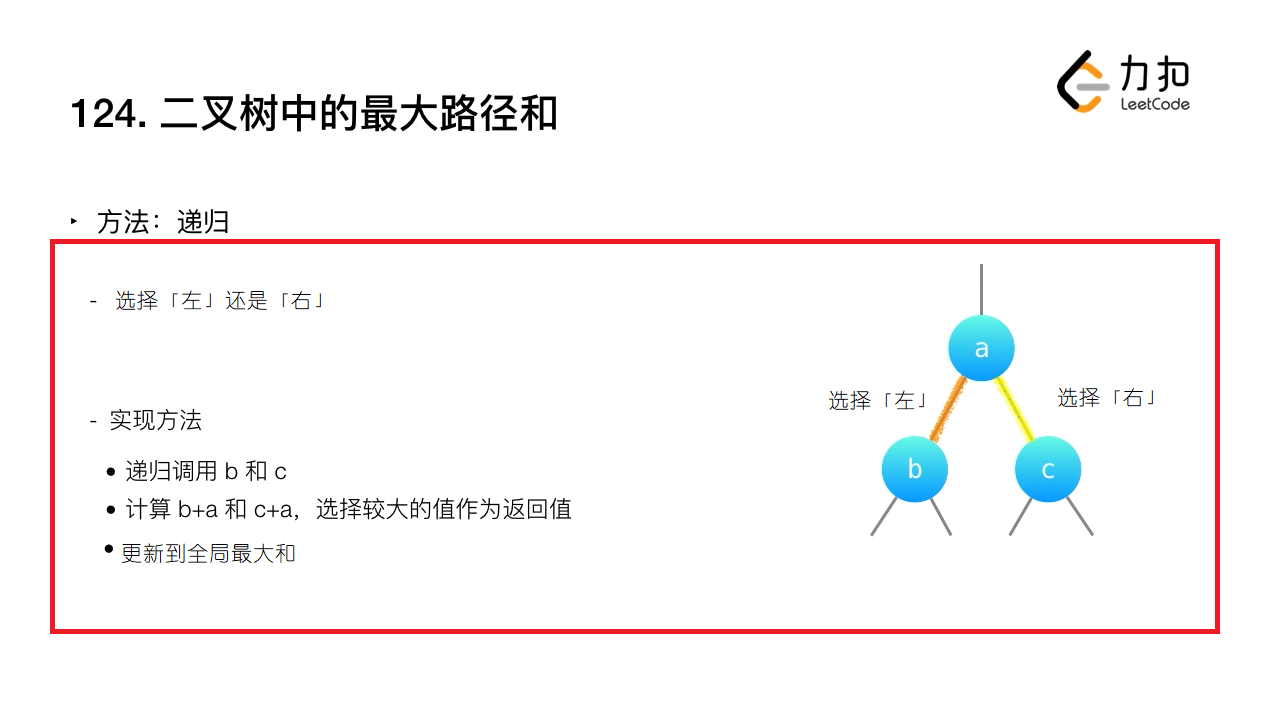 力扣
LeetCode
124. 二叉树中的最大路径和
‣ 方法：递归
- 选择「左」还是「右」
a
选择「左」
选择「右」
- 实现方法
b
c
• 递归调用 b 和 c
• 计算 b+a 和 c+a，选择较大的值作为返回值
• 更新到全局最大和